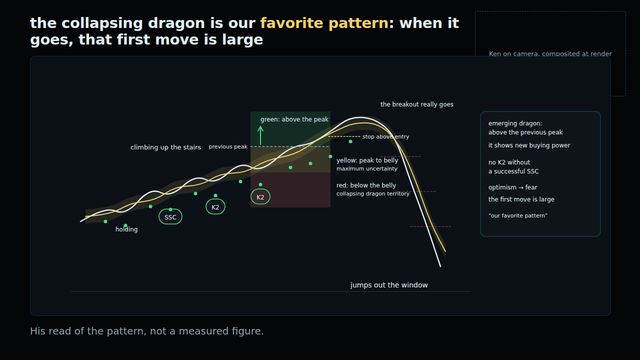 the collapsing dragon is our favorite pattern: when it
goes, that first move is large
Ken on camera, composited at render
the breakout really goes
green: above the peak
stop above entry
climbing up the stairs
previous peak
yellow: peak to belly
maximum uncertainty
red: below the belly
collapsing dragon territory
K2
K2
SSC
holding
jumps out the window
emerging dragon:
above the previous peak
it shows new buying power
no K2 without
a successful SSC
optimism → fear
the first move is large
"our favorite pattern"
His read of the pattern, not a measured figure.